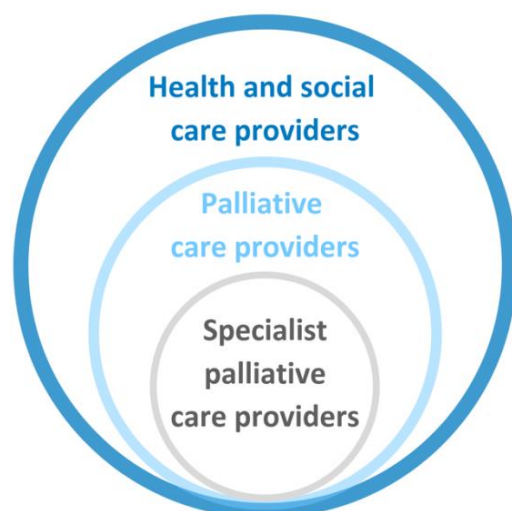 Health and social
care providers
Palliative
care providers
Specialist
palliative
care providers